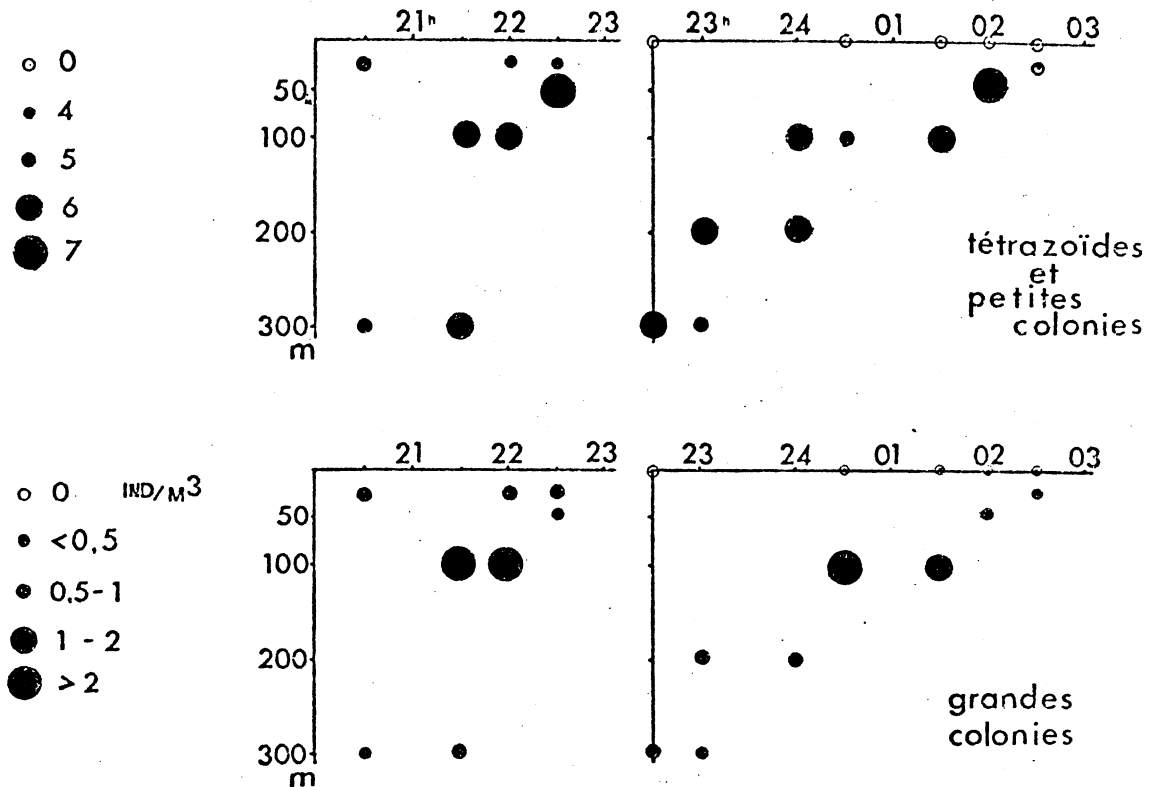 21h 22 23 23h 24 01 02 03
0
4
5
6
7
50
100
200
300
m
tétrazoïdes
et
petites
colonies
21 22 23 23 24 01 02 03
0 IND/M3
<0,5
0,5-1
1 - 2
>2
50
100
200
300
m
grandes
colonies